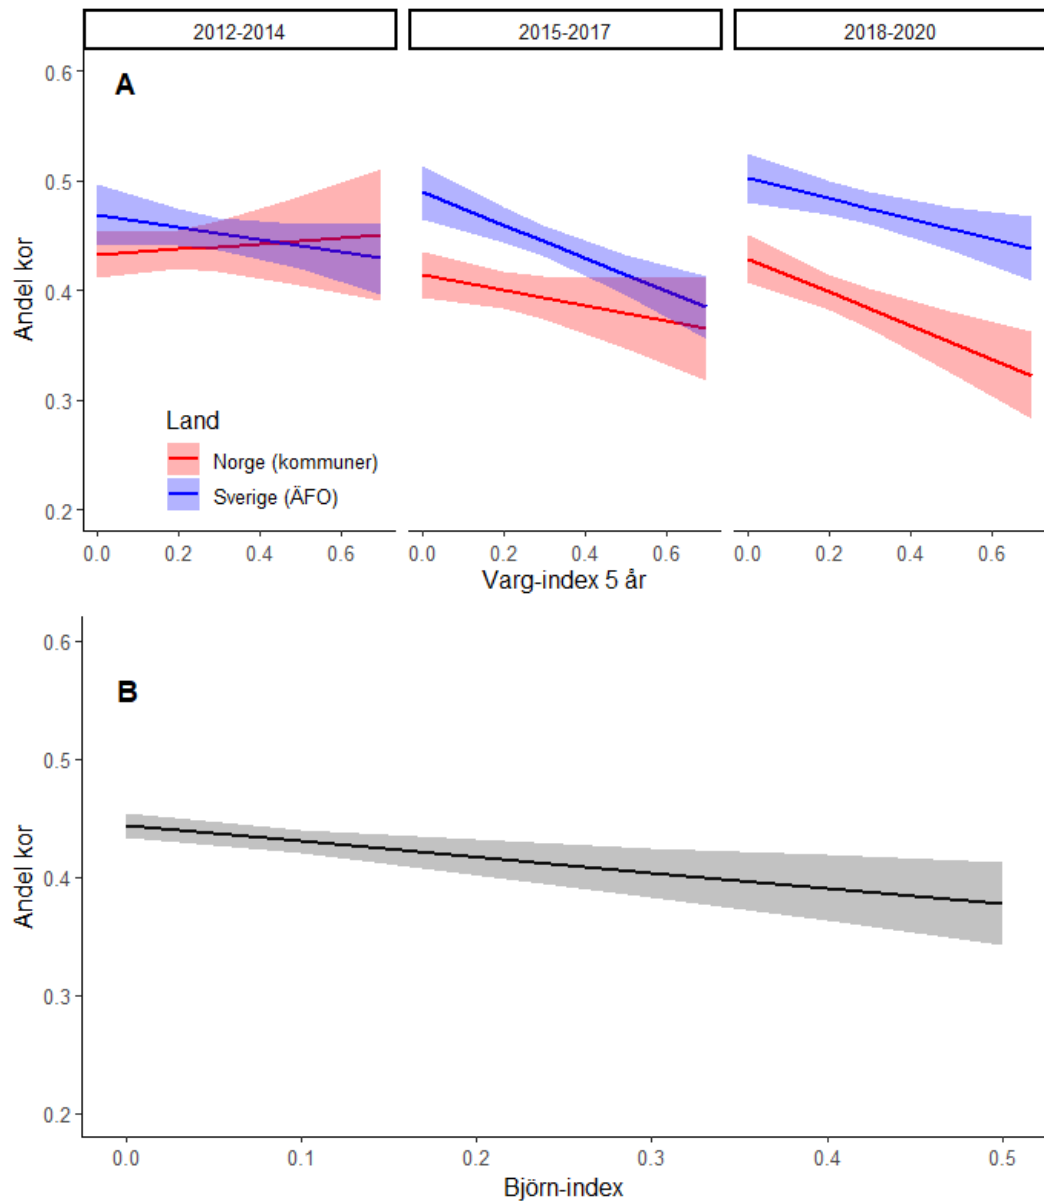 2012-2014 2015-2017 2018-2020
A
0.6
0.5
0.4
0.3
0.2
Andel kor
Land
Norge (kommuner)
Sverige (ÄFO)
0.0 0.2 0.4 0.6 0.0 0.2 0.4 0.6 0.0 0.2 0.4 0.6
Varg-index 5 år
B
0.6
0.5
0.4
0.3
0.2
Andel kor
0.0 0.1 0.2 0.3 0.4 0.5
Björn-index